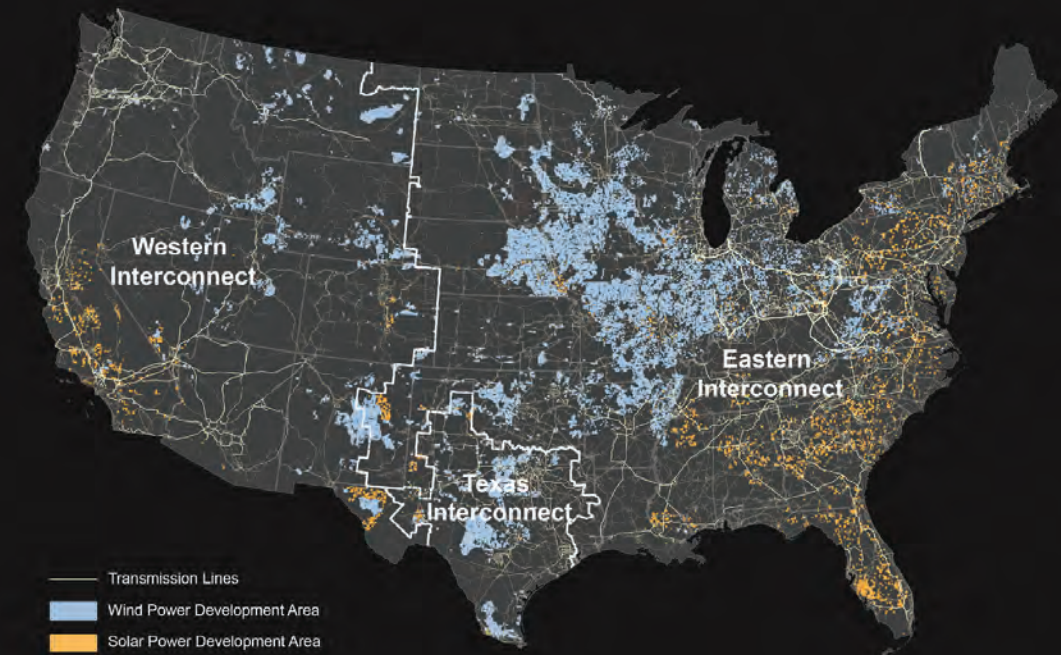 Western
Interconnect
Eastern
Interconnect
Texas
Interconnect
Transmission Lines
Wind Power Development Area
Solar Power Development Area